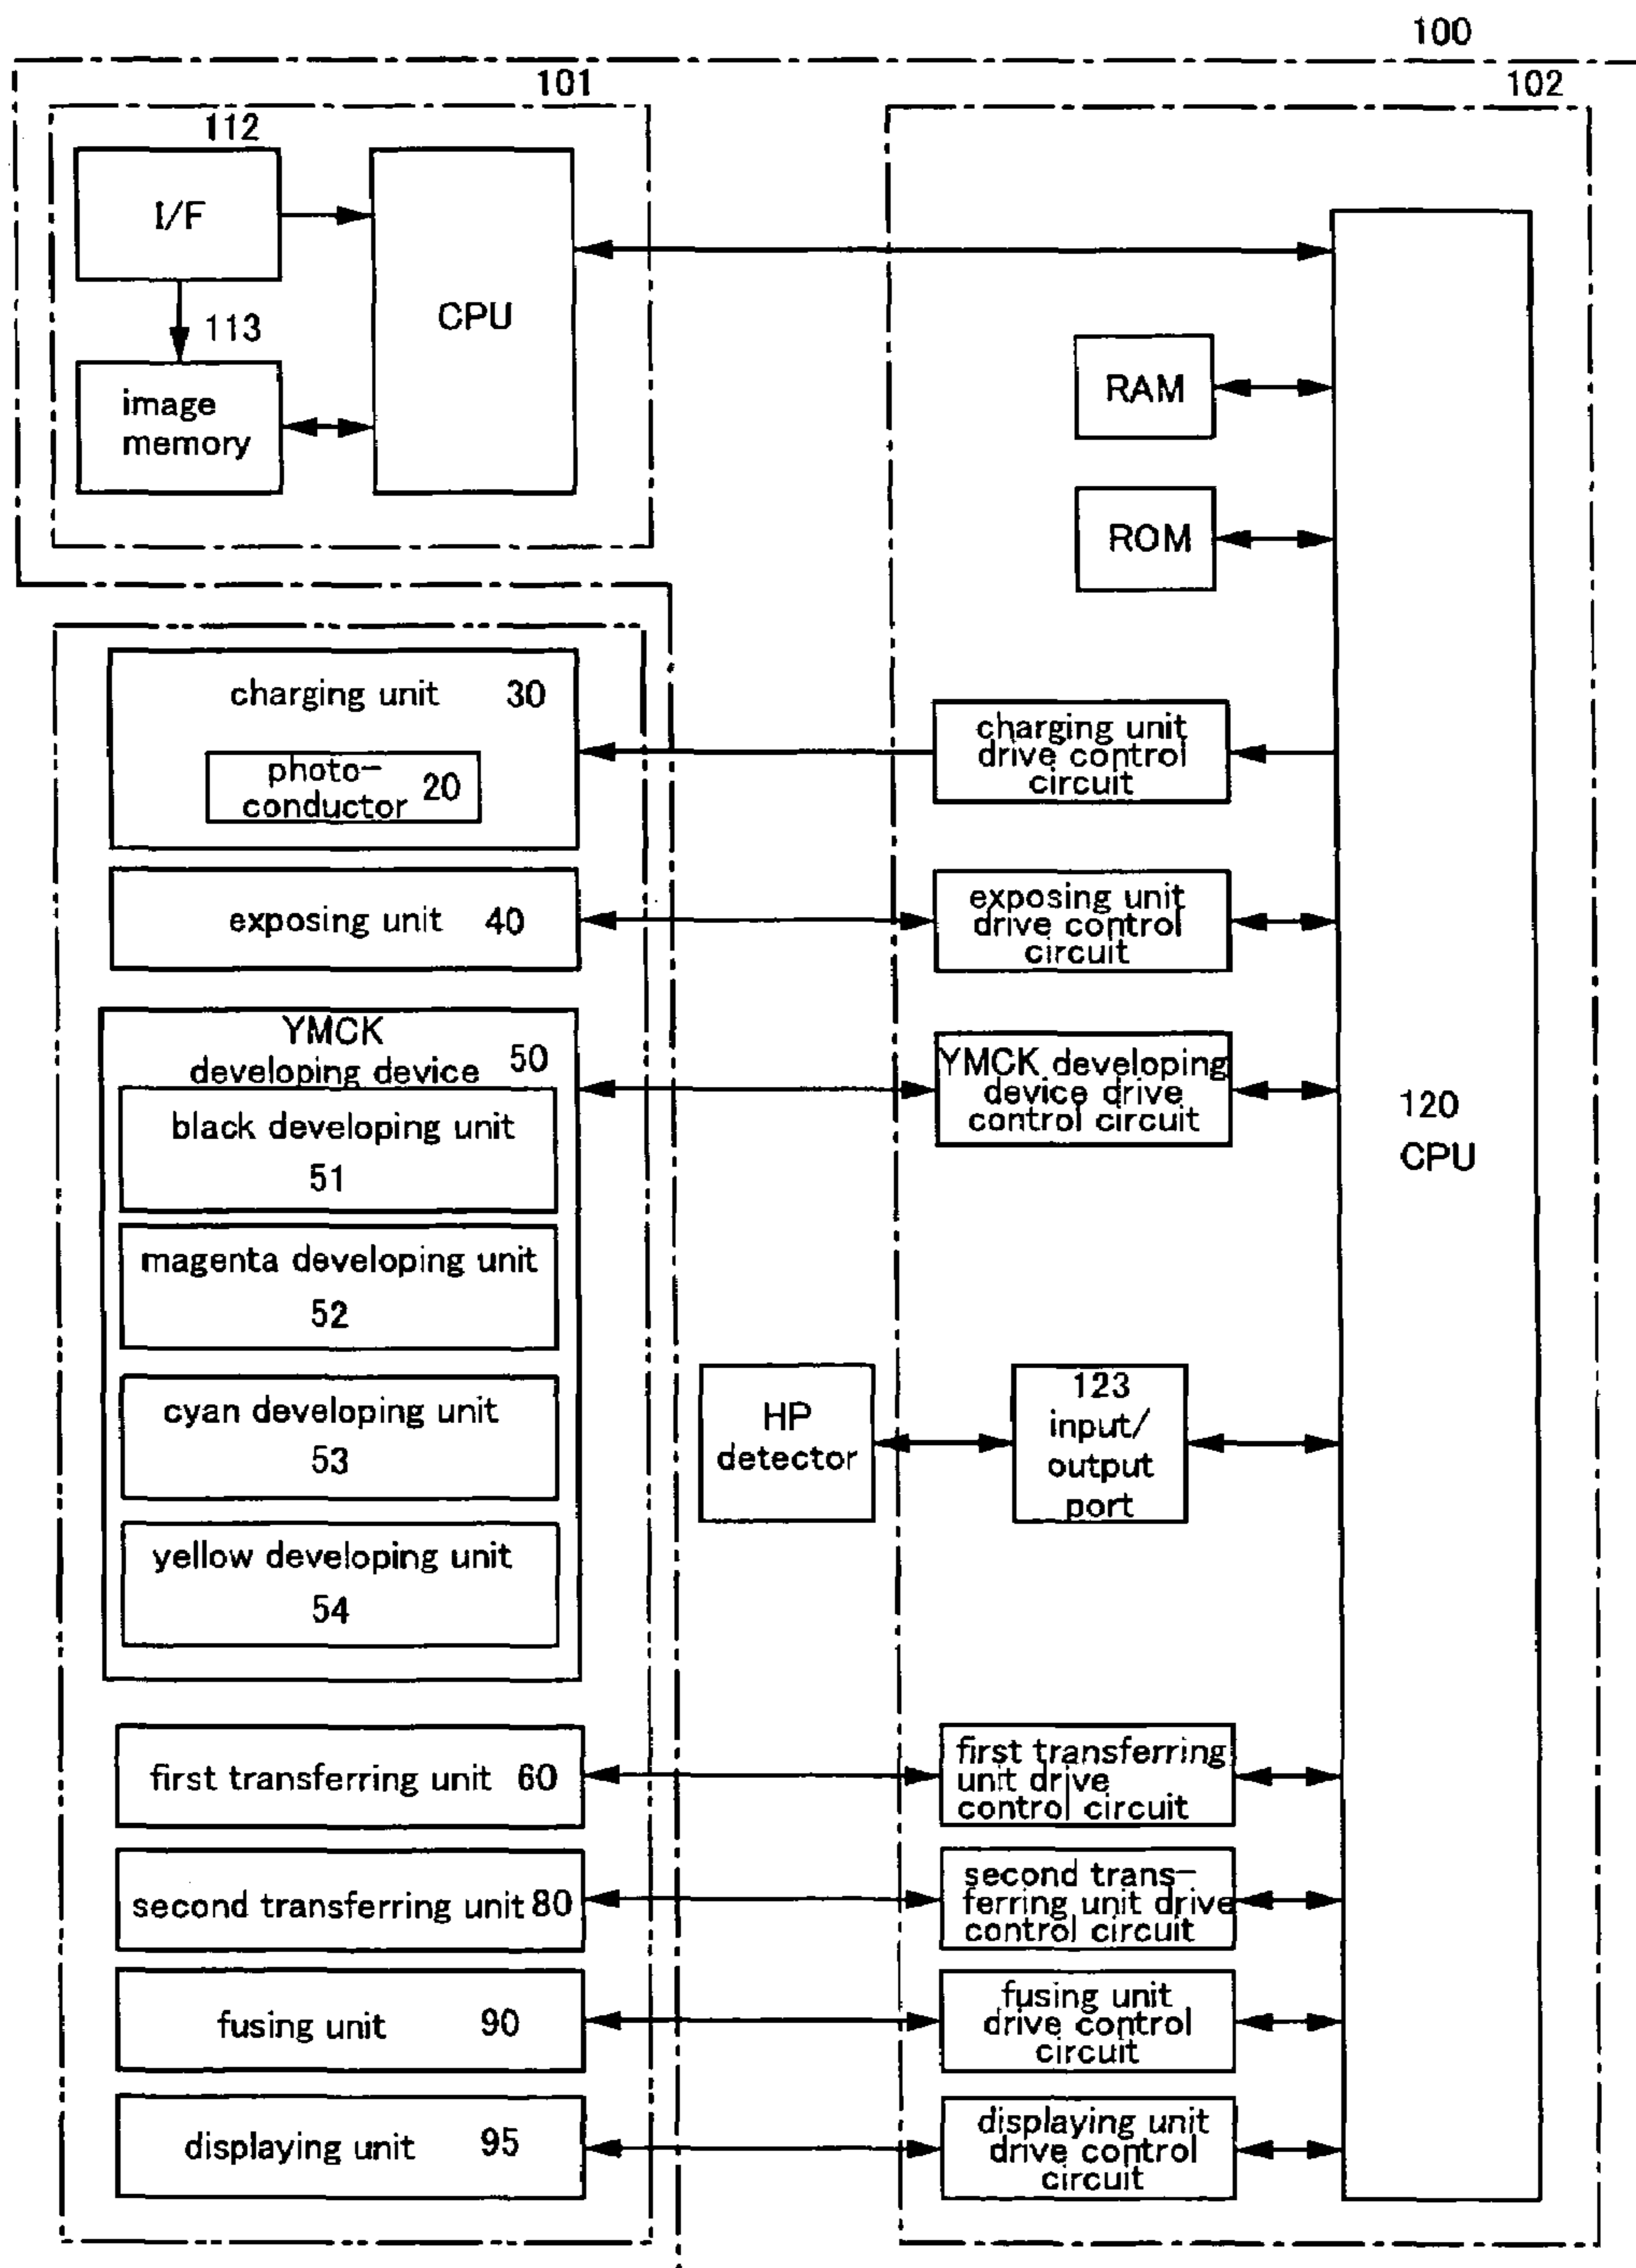 100
101
102
112
I/F
CPU
113
image
memory
RAM
ROM
charging unit 30
photo-
conductor 20
charging unit
drive control
circuit
exposing unit 40
exposing unit
drive control
circuit
YMCK
developing device 50
YMCK developing
device drive
control circuit
black developing unit
51
magenta developing unit
52
cyan developing unit
53
yellow developing unit
54
120
CPU
HP
detector
123
input/
output
port
first transferring unit 60
first transferring
unit drive
control circuit
second transferring unit 80
second trans-
ferring unit drive
control circuit
fusing unit 90
fusing unit
drive control
circuit
displaying unit 95
displaying unit
drive control
circuit